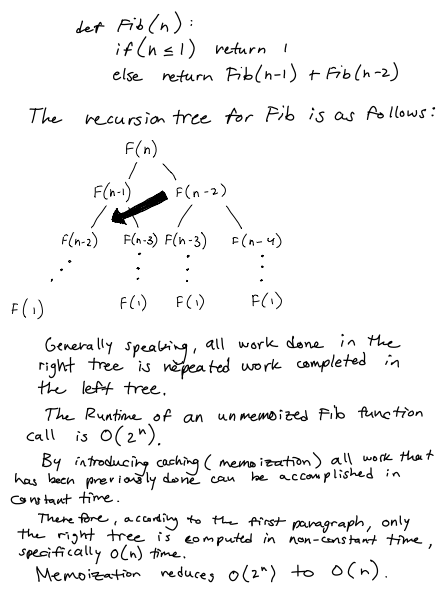 def Fib(n):
if(n ≤ 1) return 1
else return Fib(n-1) + Fib(n-2)
The recursion tree for Fib is as follows:
F(n)
F(n-1) F(n-2)
F(n-2) F(n-3) F(n-3) F(n-4)
F(1) F(1) F(1) F(1)
Generally speaking, all work done in the
right tree is repeated work completed in
the left tree.
The Runtime of an unmemoized Fib function
call is O(2^n).
By introducing caching (memoization) all work that
has been previously done can be accomplished in
constant time.
Therefore, according to the first paragraph, only
the right tree is computed in non-constant time,
specifically O(n) time.
Memoization reduces O(2^n) to O(n).